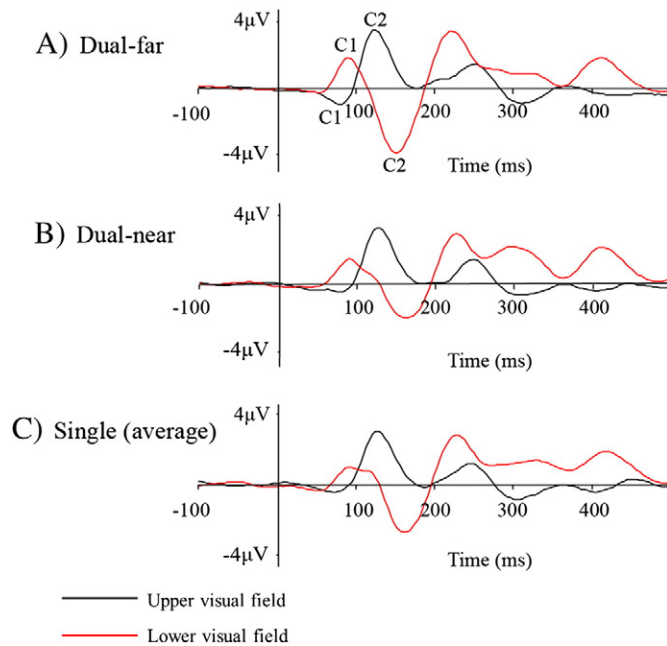 4µV
A) Dual-far
C1
C2
-100
100
200
300
400
C1
C2
-4µV
Time (ms)
4µV
B) Dual-near
-100
100
200
300
400
-4µV
Time (ms)
4µV
C) Single (average)
-100
100
200
300
400
-4µV
Time (ms)
Upper visual field
Lower visual field